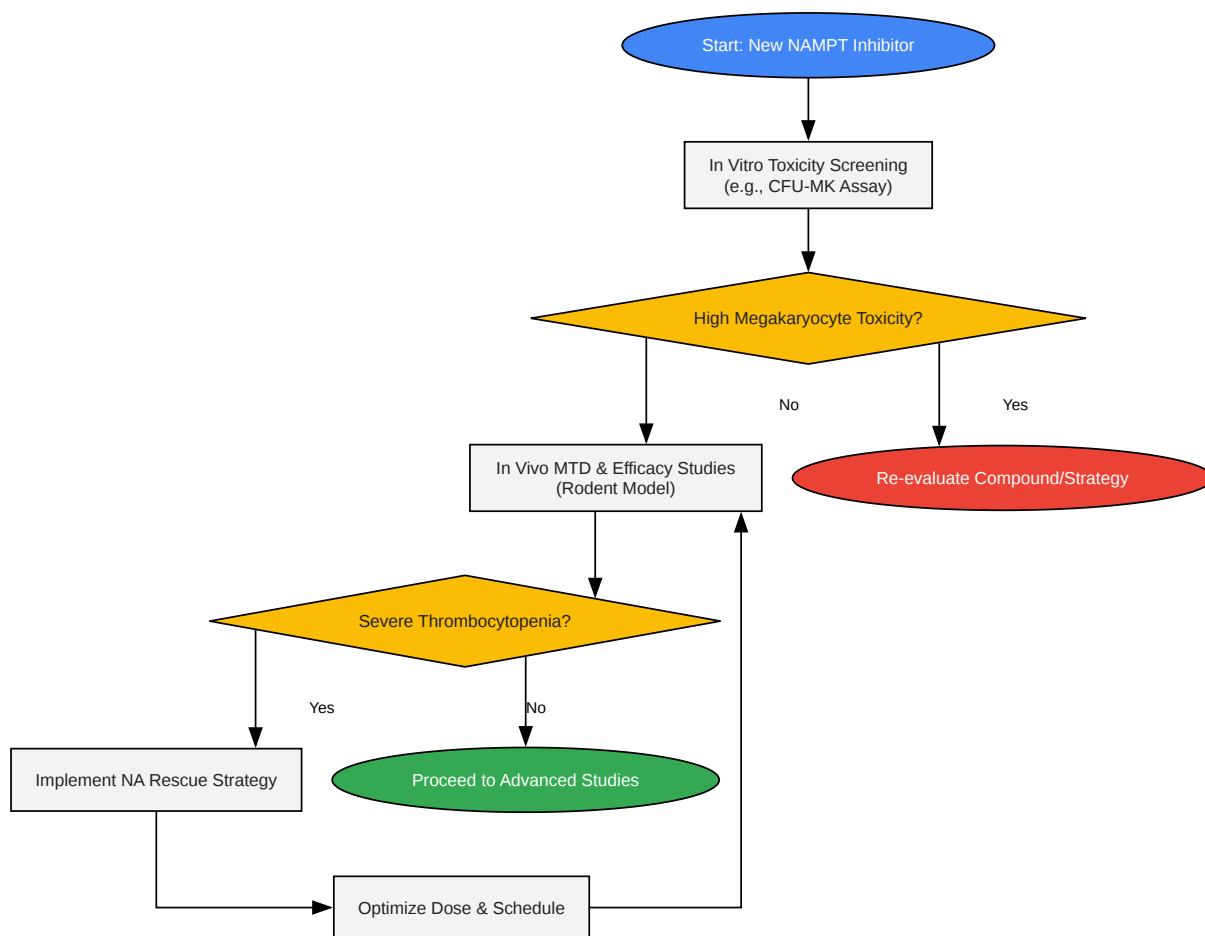 Start: New NAMPT Inhibitor
In Vitro Toxicity Screening
(e.g., CFU-MK Assay)
High Megakaryocyte Toxicity?
No
Yes
In Vivo MTD & Efficacy Studies
(Rodent Model)
Re-evaluate Compound/Strategy
Severe Thrombocytopenia?
Yes
No
Implement NA Rescue Strategy
Proceed to Advanced Studies
Optimize Dose & Schedule